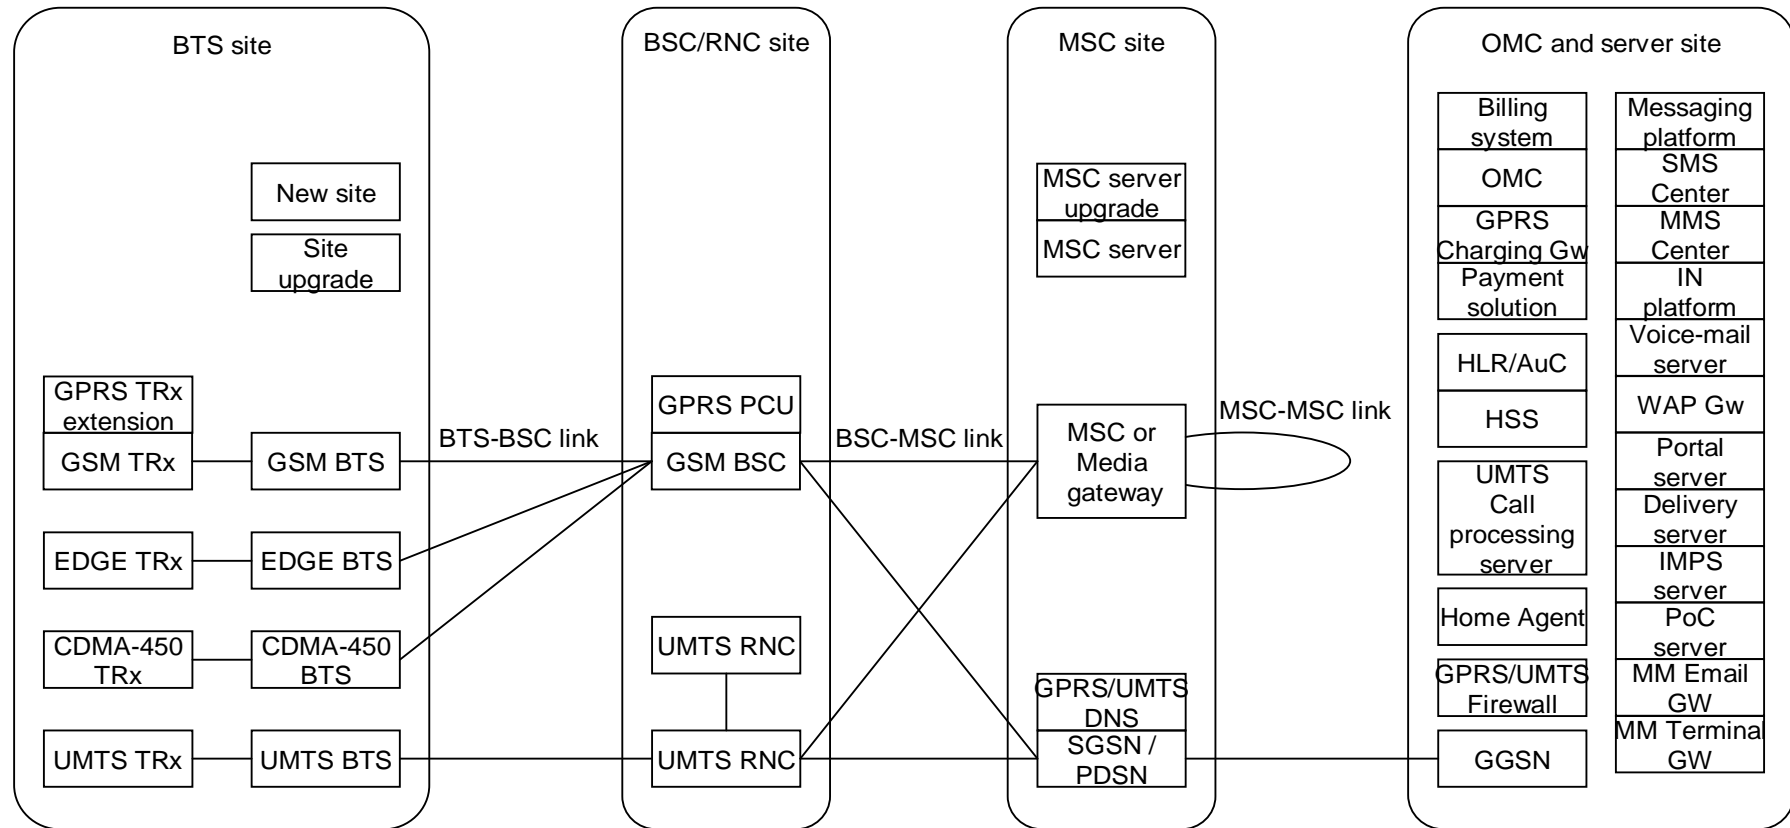 BTS site
New site
Site
upgrade
GPRS TRx
extension
GSM TRx
GSM BTS
EDGE TRx
EDGE BTS
CDMA-450
TRx
CDMA-450
BTS
UMTS TRx
UMTS BTS
BTS-BSC link
BSC/RNC site
GPRS PCU
GSM BSC
UMTS RNC
UMTS RNC
BSC-MSC link
MSC site
MSC server
upgrade
MSC server
MSC or
Media
gateway
GPRS/UMTS
DNS
SGSN /
PDSN
MSC-MSC link
OMC and server site
Billing
system
OMC
GPRS
Charging Gw
Payment
solution
HLR/AuC
HSS
UMTS
Call
processing
server
Home Agent
GPRS/UMTS
Firewall
GGSN
Messaging
platform
SMS
Center
MMS
Center
IN
platform
Voice-mail
server
WAP Gw
Portal
server
Delivery
server
IMPS
server
PoC
server
MM Email
GW
MM Terminal
GW